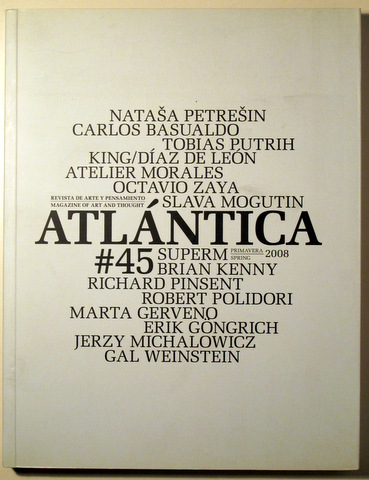 NATAŠA PETREŠIN
CARLOS BASUALDO
TOBIAS PUTRIH
KING/DÍAZ DE LEÓN
ATELIER MORALES
OCTAVIO ZAYA
REVISTA DE ARTE Y PENSAMIENTO
MAGAZINE OF ART AND THOUGHT
SLAVA MOGUTIN
ATLÁNTICA
#45 SUPERM PRIMAVERA SPRING 2008
BRIAN KENNY
RICHARD PINSENT
ROBERT POLIDORI
MARTA GERVENO
ERIK GÖNGRICH
JERZY MICHALOWICZ
GAL WEINSTEIN